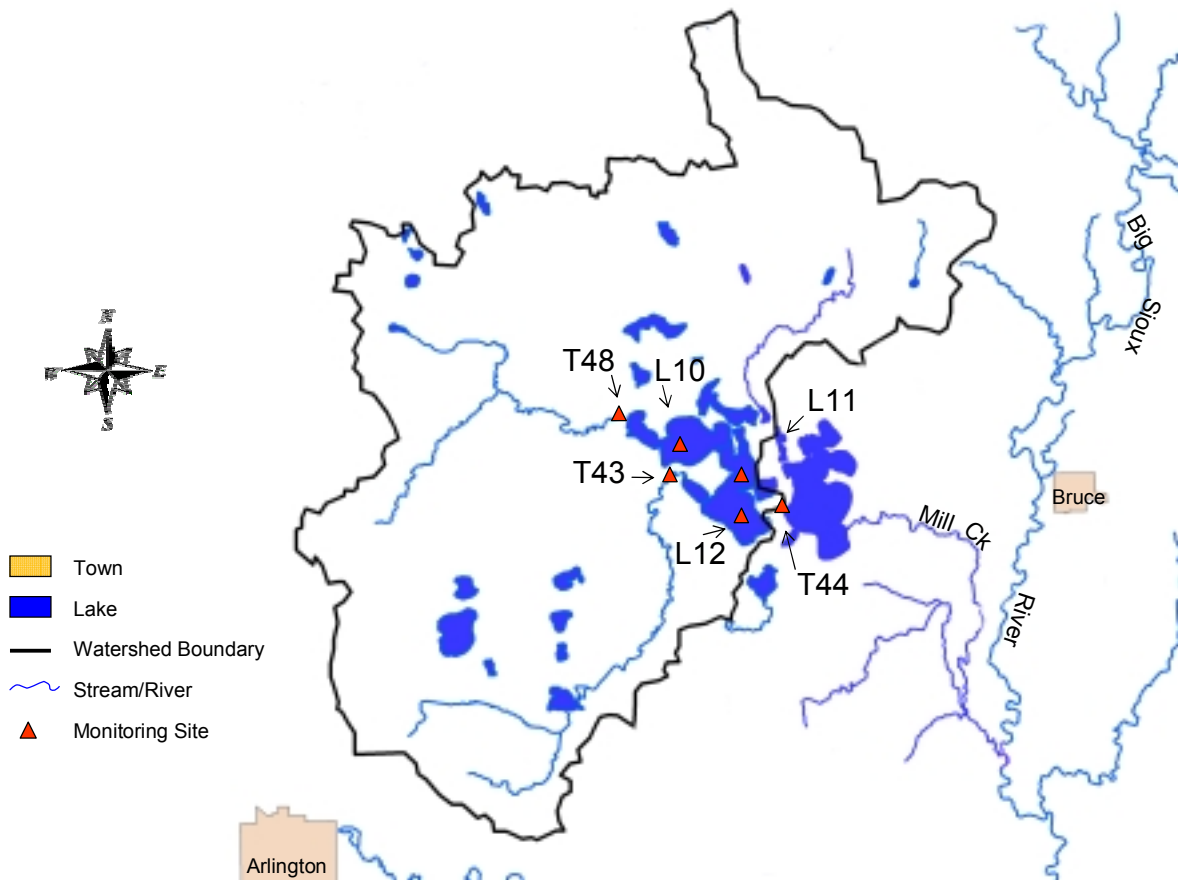 Big
Sioux
T48
L10
L11
T43
Bruce
Mill Ck
L12
T44
River
Town
Lake
Watershed Boundary
Stream/River
Monitoring Site
Arlington
E
S